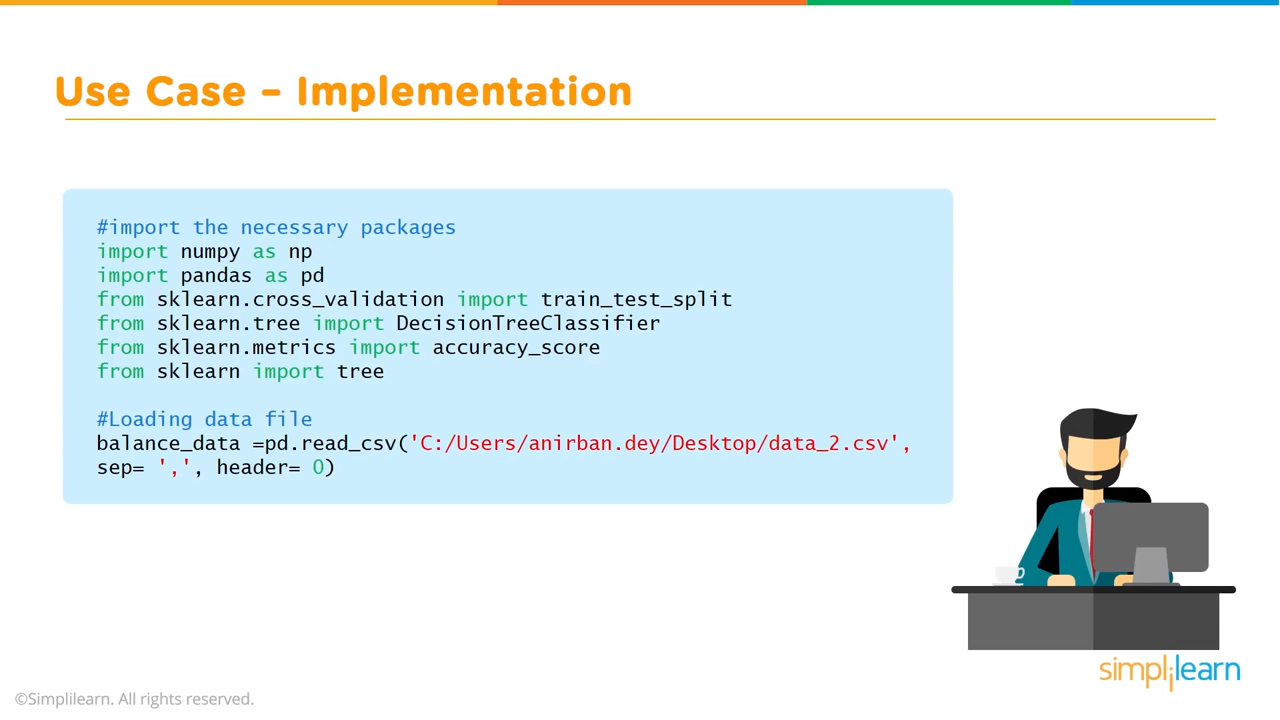 Use Case – Implementation
#import the necessary packages
import numpy as np
import pandas as pd
from sklearn.cross_validation import train_test_split
from sklearn.tree import DecisionTreeClassifier
from sklearn.metrics import accuracy_score
from sklearn import tree
#Loading data file
balance_data =pd.read_csv('C:/Users/anirban.dey/Desktop/data_2.csv',
sep= ',', header= 0)
simplilearn
©Simplilearn. All rights reserved.